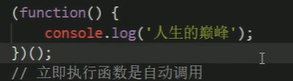 (function() {
    console.log('人生的巅峰');
})();
// 立即执行函数是自动调用